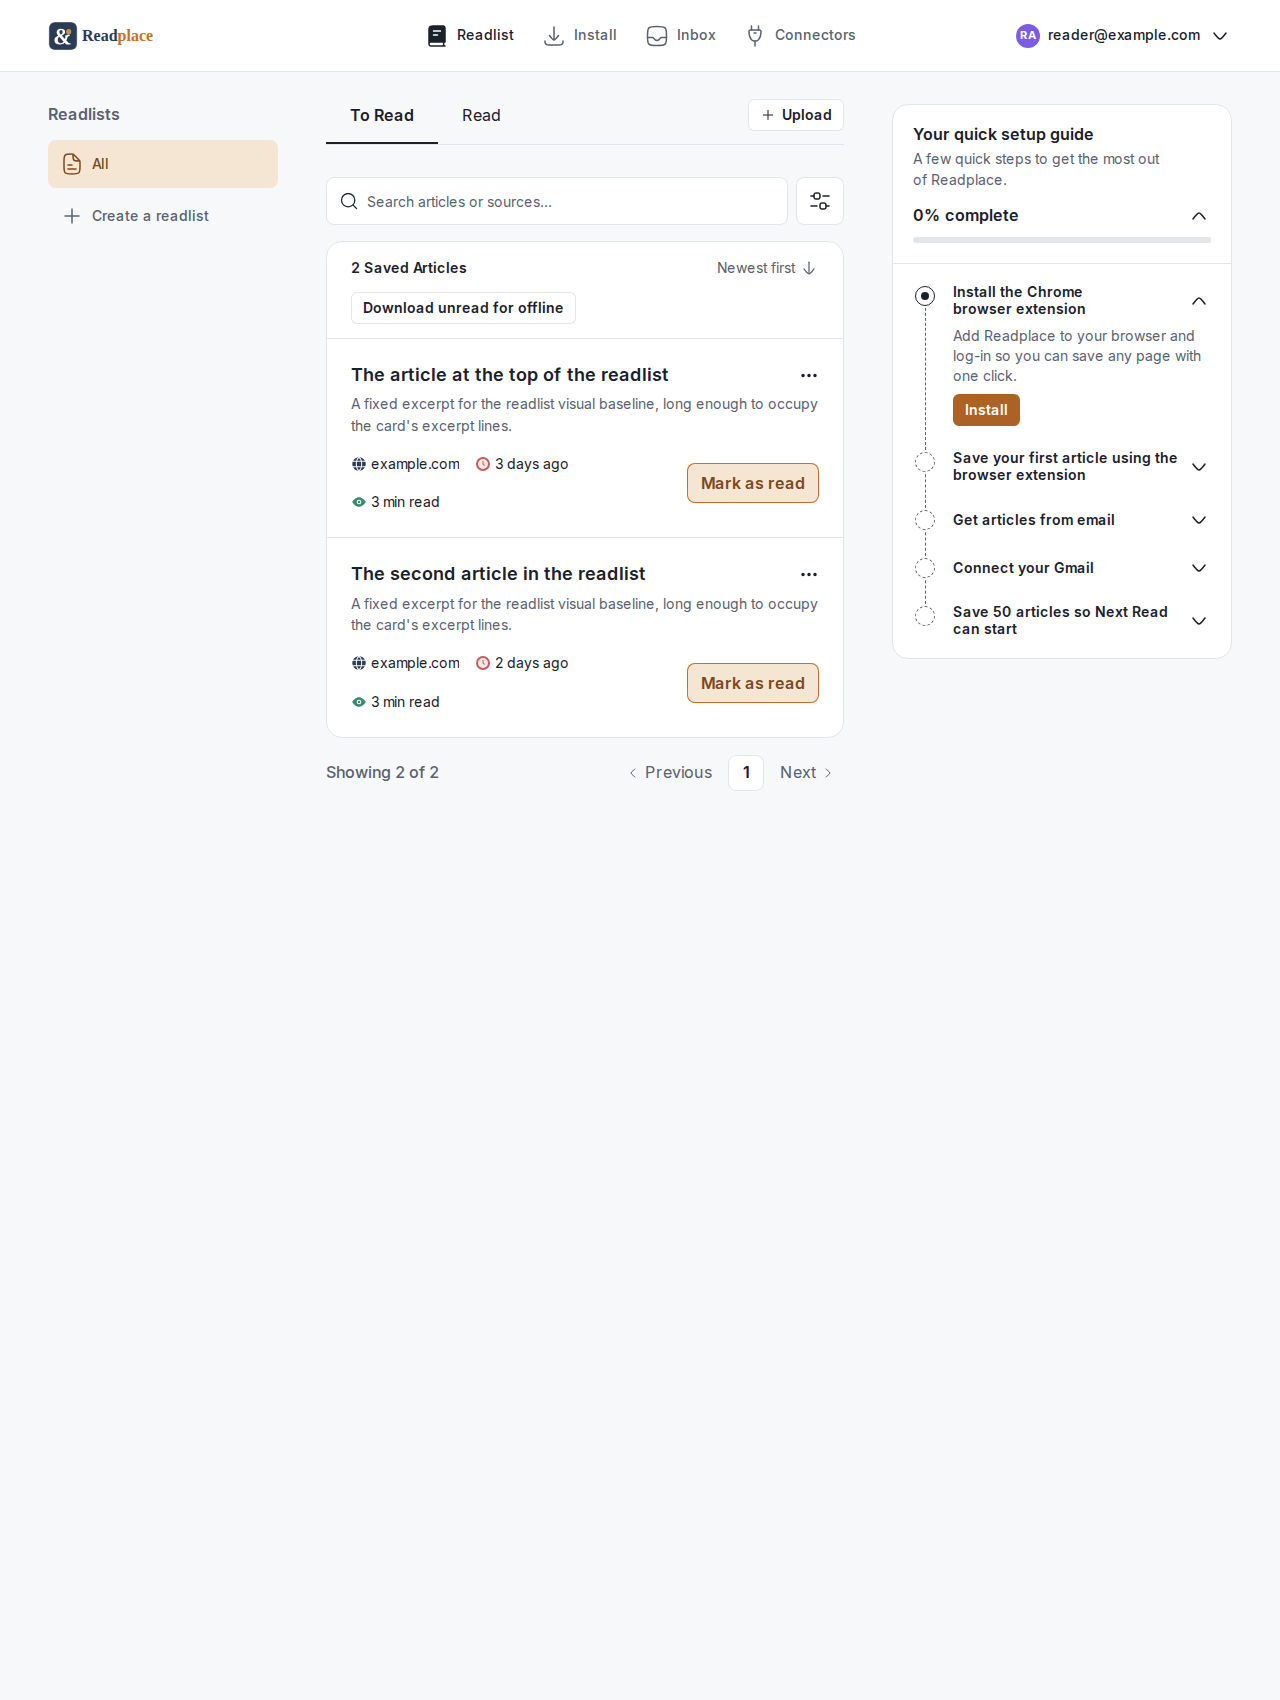 & Readplace
Readlist
Install
Inbox
Connectors
RA
reader@example.com
Readlists
All
Create a readlist
To Read
Read
+ Upload
Search articles or sources...
2 Saved Articles
Newest first
Download unread for offline
The article at the top of the readlist
A fixed excerpt for the readlist visual baseline, long enough to occupy
the card's excerpt lines.
example.com
3 days ago
3 min read
Mark as read
The second article in the readlist
A fixed excerpt for the readlist visual baseline, long enough to occupy
the card's excerpt lines.
example.com
2 days ago
3 min read
Mark as read
Showing 2 of 2
Previous
1
Next
Your quick setup guide
A few quick steps to get the most out
of Readplace.
0% complete
Install the Chrome
browser extension
Add Readplace to your browser and
log-in so you can save any page with
one click.
Install
Save your first article using the
browser extension
Get articles from email
Connect your Gmail
Save 50 articles so Next Read
can start